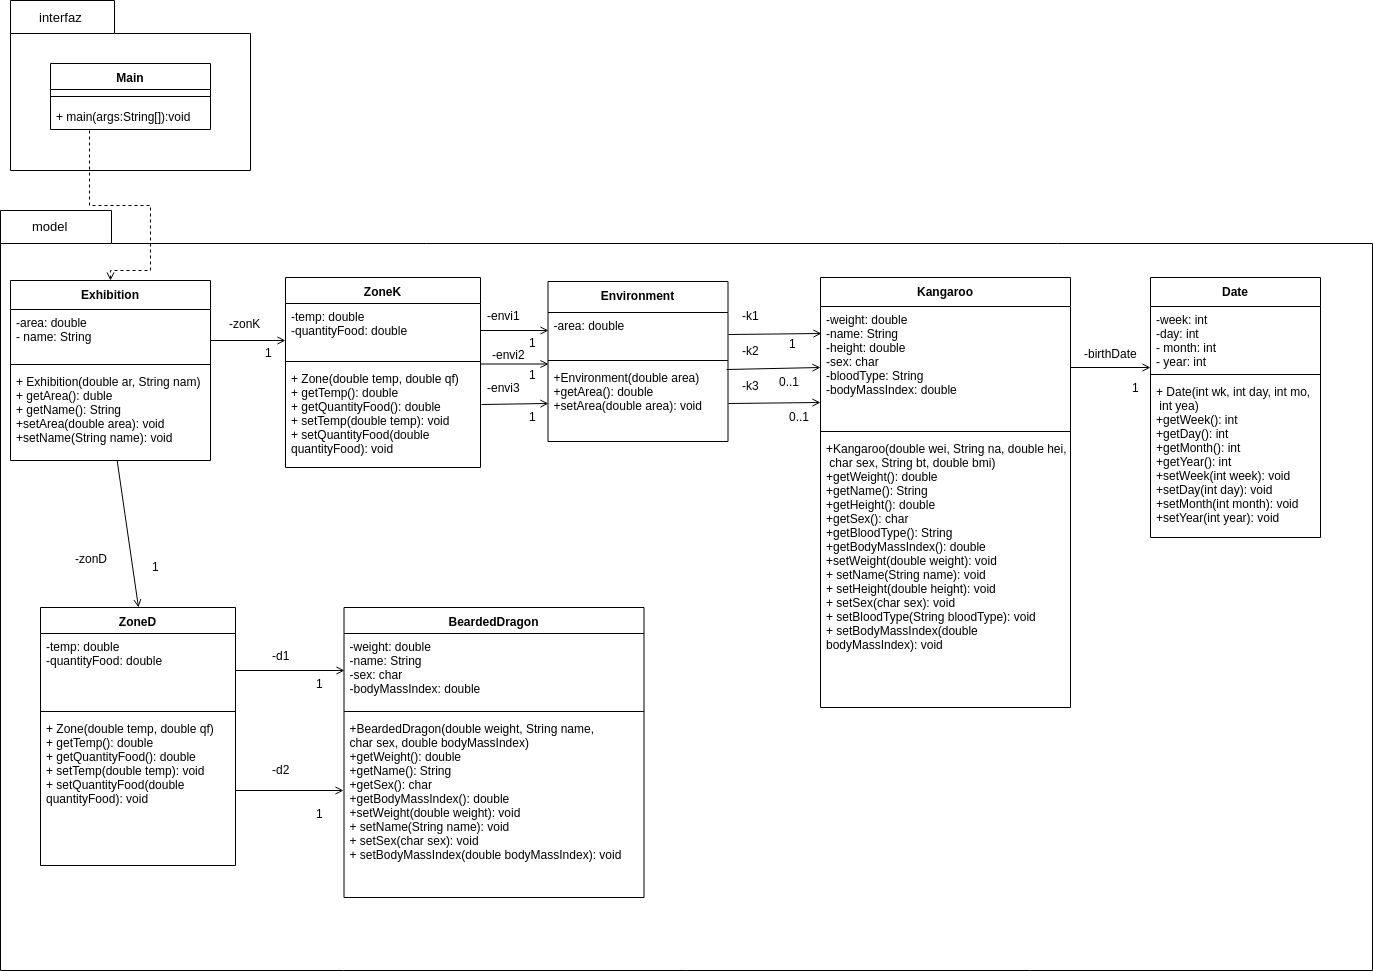 interfaz
Main
+ main(args:String[]):void
model
Exhibition
-area: double
- name: String
+ Exhibition(double ar, String nam)
+ getArea(): duble
+ getName(): String
+setArea(double area): void
+setName(String name): void
-zonK
1
ZoneK
-temp: double
-quantityFood: double
+ Zone(double temp, double qf)
+ getTemp(): double
+ getQuantityFood(): double
+ setTemp(double temp): void
+ setQuantityFood(double
quantityFood): void
-envi1
1
-envi2
1
-envi3
1
Environment
-area: double
+Environment(double area)
+getArea(): double
+setArea(double area): void
-k1
1
-k2
0..1
-k3
0..1
Kangaroo
-weight: double
-name: String
-height: double
-sex: char
-bloodType: String
-bodyMassIndex: double
+Kangaroo(double wei, String na, double hei,
char sex, String bt, double bmi)
+getWeight(): double
+getName(): String
+getHeight(): double
+getSex(): char
+getBloodType(): String
+getBodyMassIndex(): double
+setWeight(double weight): void
+ setName(String name): void
+ setHeight(double height): void
+ setSex(char sex): void
+ setBloodType(String bloodType): void
+ setBodyMassIndex(double
bodyMassIndex): void
-birthDate
1
Date
-week: int
-day: int
- month: int
- year: int
+ Date(int wk, int day, int mo,
int yea)
+getWeek(): int
+getDay(): int
+getMonth(): int
+getYear(): int
+setWeek(int week): void
+setDay(int day): void
+setMonth(int month): void
+setYear(int year): void
-zonD
1
ZoneD
-temp: double
-quantityFood: double
+ Zone(double temp, double qf)
+ getTemp(): double
+ getQuantityFood(): double
+ setTemp(double temp): void
+ setQuantityFood(double
quantityFood): void
-d1
1
-d2
1
BeardedDragon
-weight: double
-name: String
-sex: char
-bodyMassIndex: double
+BeardedDragon(double weight, String name,
char sex, double bodyMassIndex)
+getWeight(): double
+getName(): String
+getSex(): char
+getBodyMassIndex(): double
+setWeight(double weight): void
+ setName(String name): void
+ setSex(char sex): void
+ setBodyMassIndex(double bodyMassIndex): void